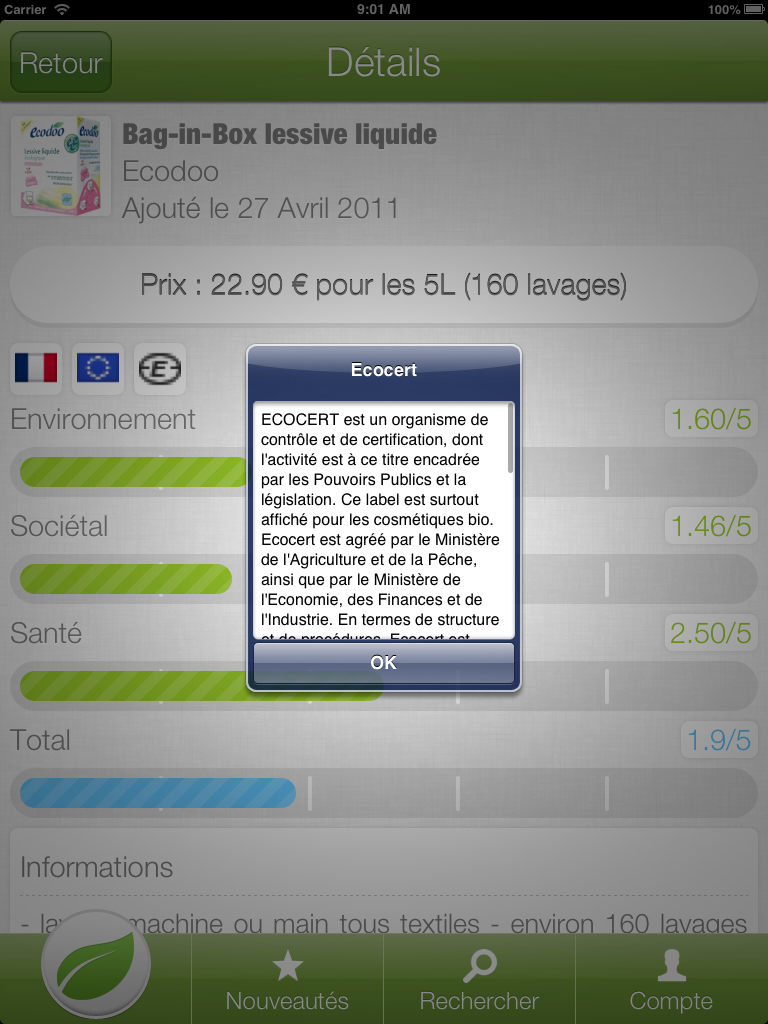 Carrier
9:01 AM
100%
Retour
Détails
ecodoo
Lessive liquide
Bag-in-Box lessive liquide
Ecodoo
Ajouté le 27 Avril 2011
Prix : 22.90 € pour les 5L (160 lavages)
E
Ecocert
ECOCERT est un organisme de
contrôle et de certification, dont
l'activité est à ce titre encadrée
par les Pouvoirs Publics et la
législation. Ce label est surtout
affiché pour les cosmétiques bio.
Ecocert est agréé par le Ministère
de l'Agriculture et de la Pêche,
ainsi que par le Ministère de
l'Economie, des Finances et de
l'Industrie. En termes de structure
et de procédures, Ecocert est
OK
Environnement
1.60/5
Sociétal
1.46/5
Santé
2.50/5
Total
1.9/5
Informations
machine ou main tous textiles - environ 160 lavages
Nouveautés
Rechercher
Compte